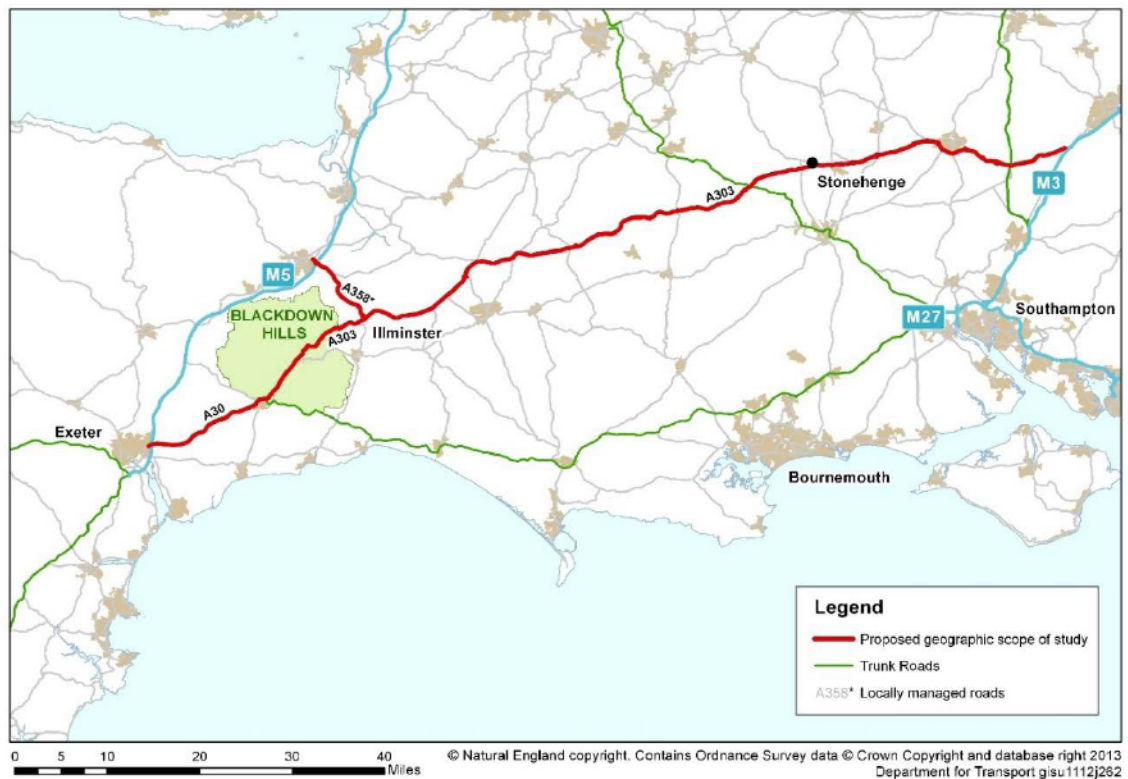 Stonehenge
A303
M3
M5
A358*
BLACKDOWN
HILLS
A303
Illminster
M27
Southampton
A30
Exeter
Bournemouth
Legend
Proposed geographic scope of study
Trunk Roads
A358* Locally managed roads
0 5 10 20 30 40
Miles
© Natural England copyright. Contains Ordnance Survey data © Crown Copyright and database right 2013
Department for Transport gisu1112j262